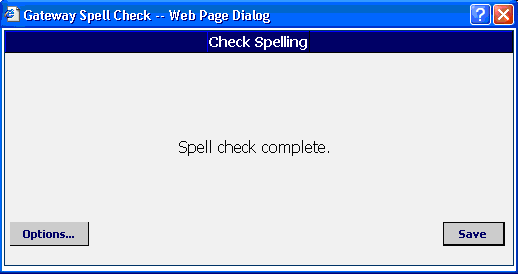 Gateway Spell Check -- Web Page Dialog
Check Spelling
Spell check complete.
Options...
Save